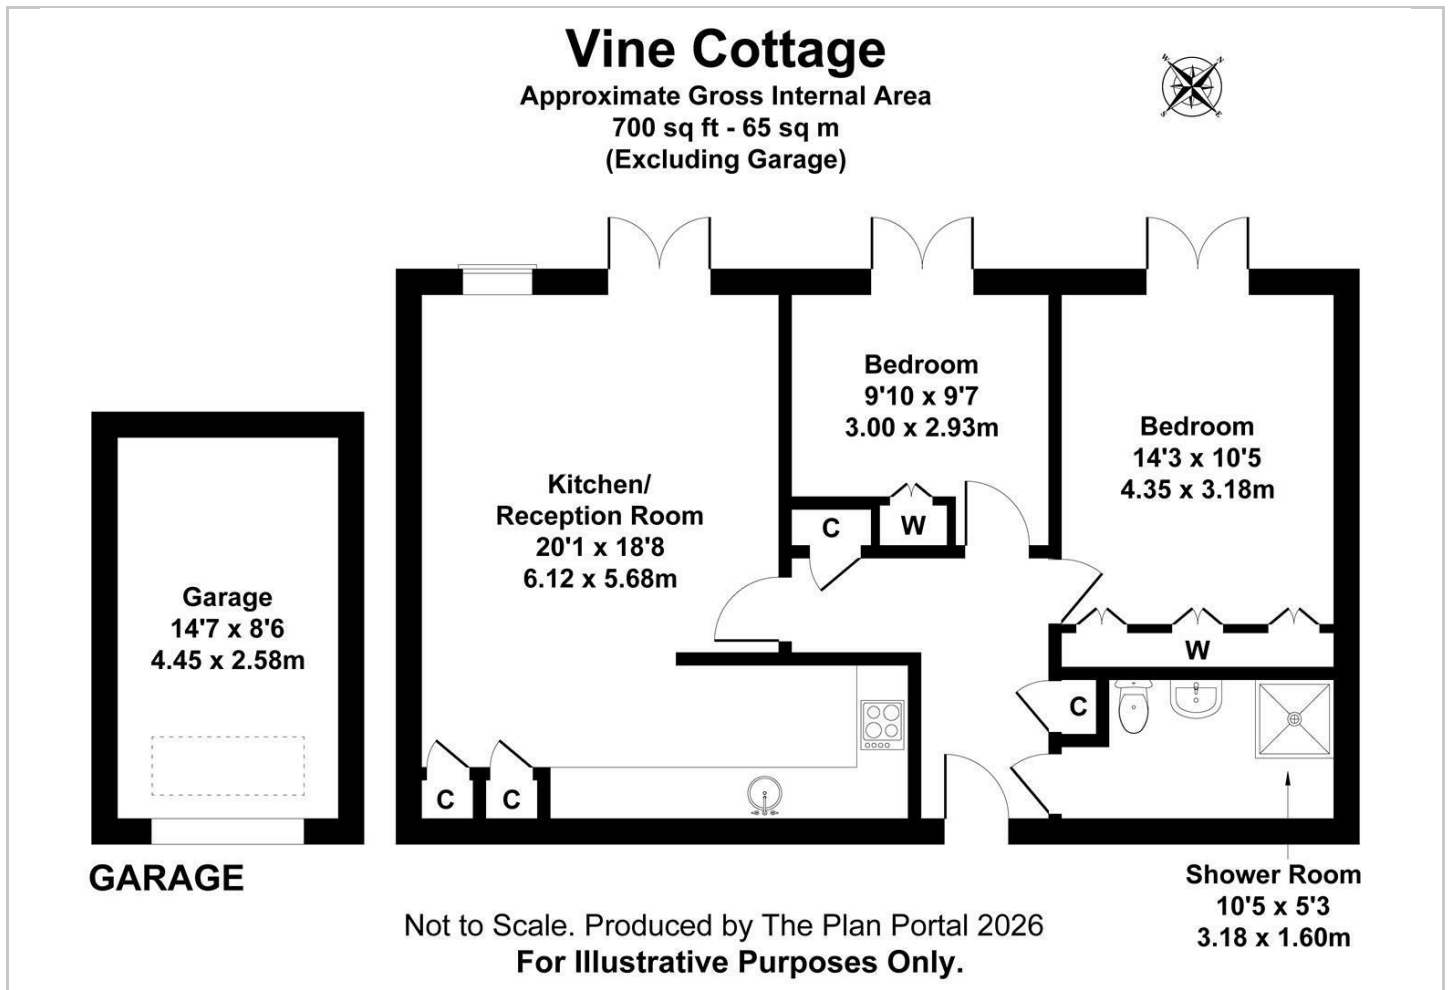 Vine Cottage
Approximate Gross Internal Area
700 sq ft - 65 sq m
(Excluding Garage)
W
N
S
E
Bedroom
9'10 x 9'7
3.00 x 2.93m
Bedroom
14'3 x 10'5
4.35 x 3.18m
Kitchen/
Reception Room
20'1 x 18'8
6.12 x 5.68m
C
W
Garage
14'7 x 8'6
4.45 x 2.58m
W
C
C
C
GARAGE
Shower Room
10'5 x 5'3
3.18 x 1.60m
Not to Scale. Produced by The Plan Portal 2026
For Illustrative Purposes Only.